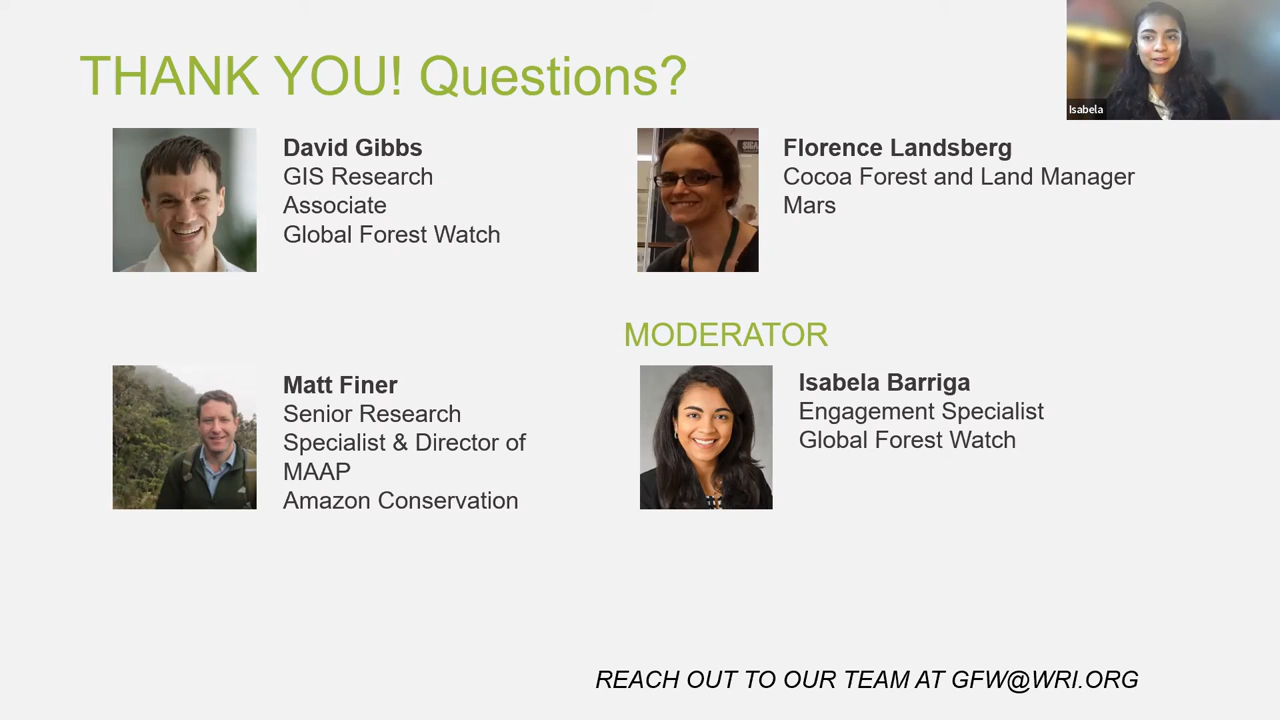 THANK YOU! Questions?
Isabela
David Gibbs
GIS Research
Associate
Global Forest Watch
Florence Landsberg
Cocoa Forest and Land Manager
Mars
MODERATOR
Matt Finer
Senior Research
Specialist & Director of
MAAP
Amazon Conservation
Isabela Barriga
Engagement Specialist
Global Forest Watch
REACH OUT TO OUR TEAM AT GFW@WRI.ORG